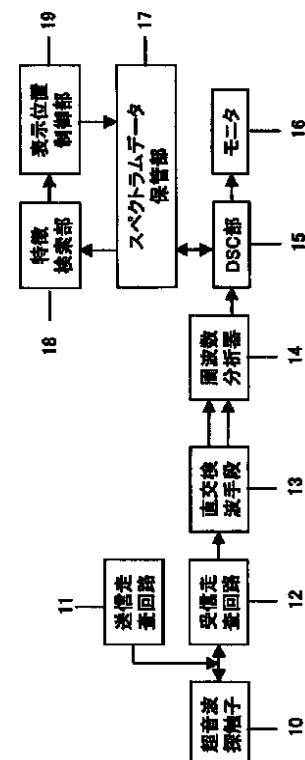 超音波
探触子
10
送信走
査回路
11
受信走
査回路
12
直交検
波手段
13
周波数
分析器
14
DSC部
15
モニタ
16
スペクトラムデータ
保管部
17
特徴
検索部
18
表示位置
制御部
19